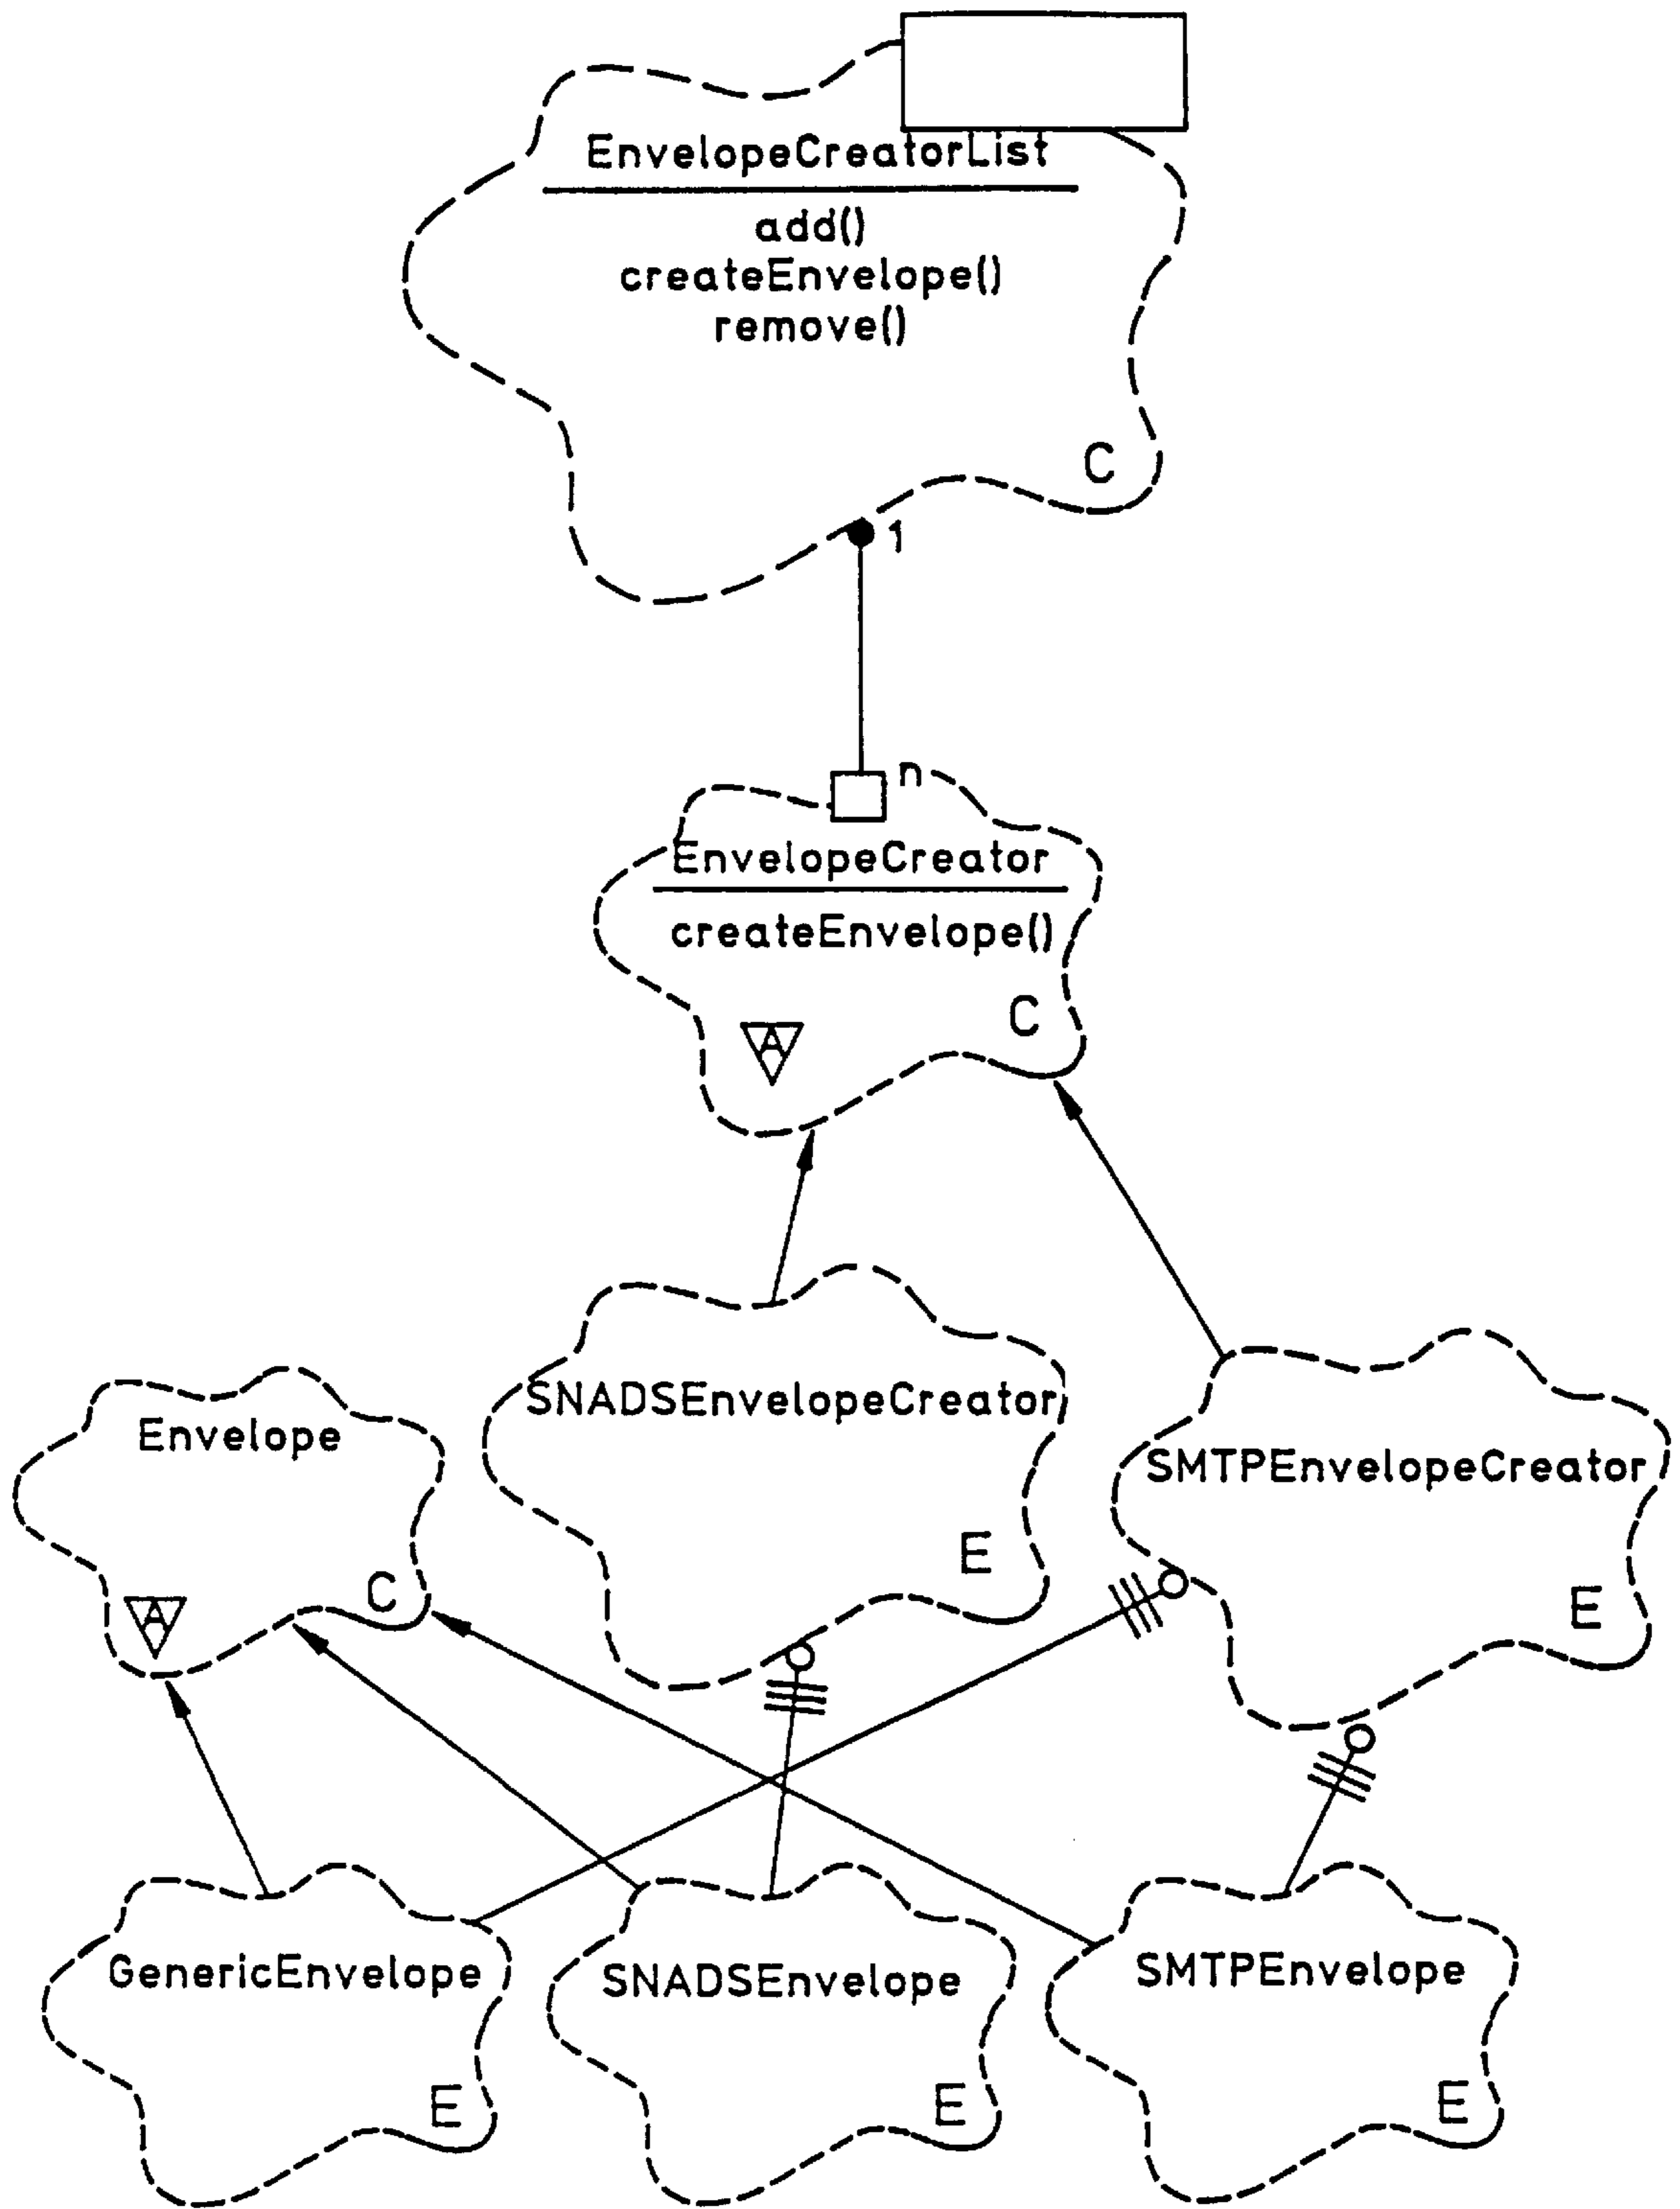 EnvelopeCreatorList
add()
createEnvelope()
remove()
C
1
n
EnvelopeCreator
createEnvelope()
C
A
SNADSEnvelopeCreator
E
SMTPEnvelopeCreator
E
Envelope
C
A
GenericEnvelope
E
SNADSEnvelope
E
SMTPEnvelope
E